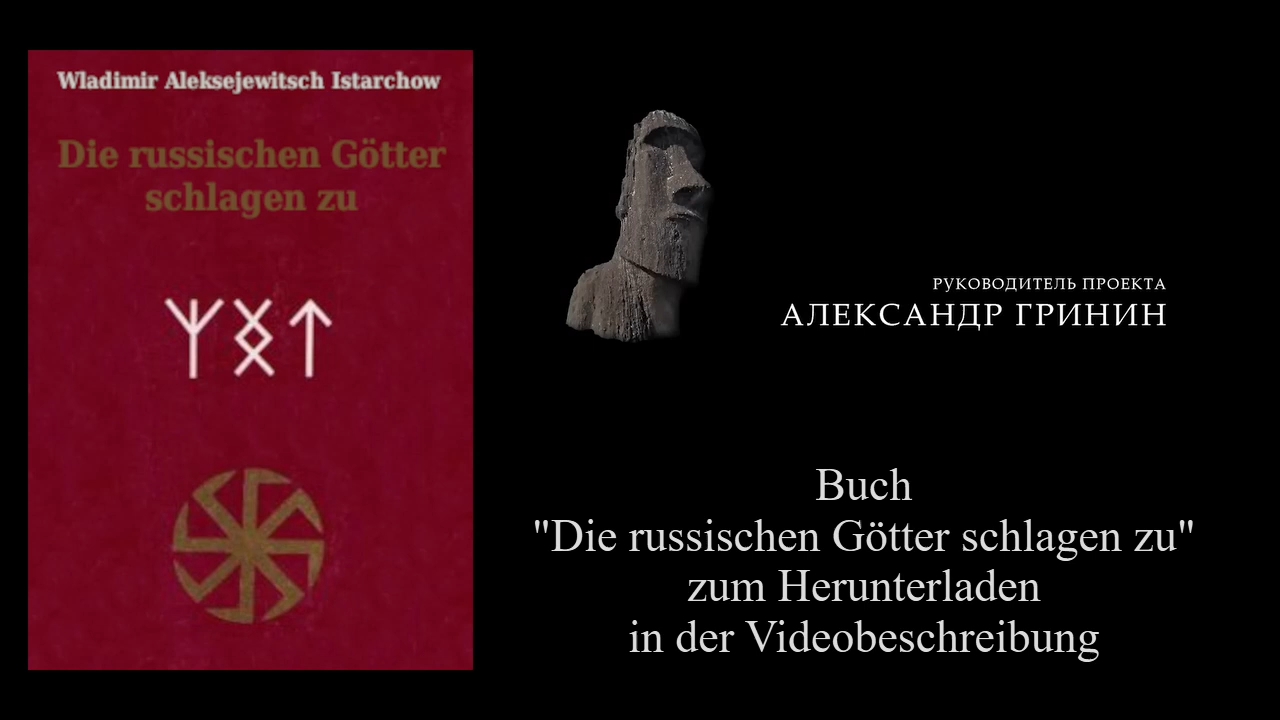 Wladimir Aleksejewitsch Istarchow
Die russischen Götter
schlagen zu
ᛉᛝᛏ
РУКОВОДИТЕЛЬ ПРОЕКТА
АЛЕКСАНДР ГРИНИН
Buch
"Die russischen Götter schlagen zu"
zum Herunterladen
in der Videobeschreibung